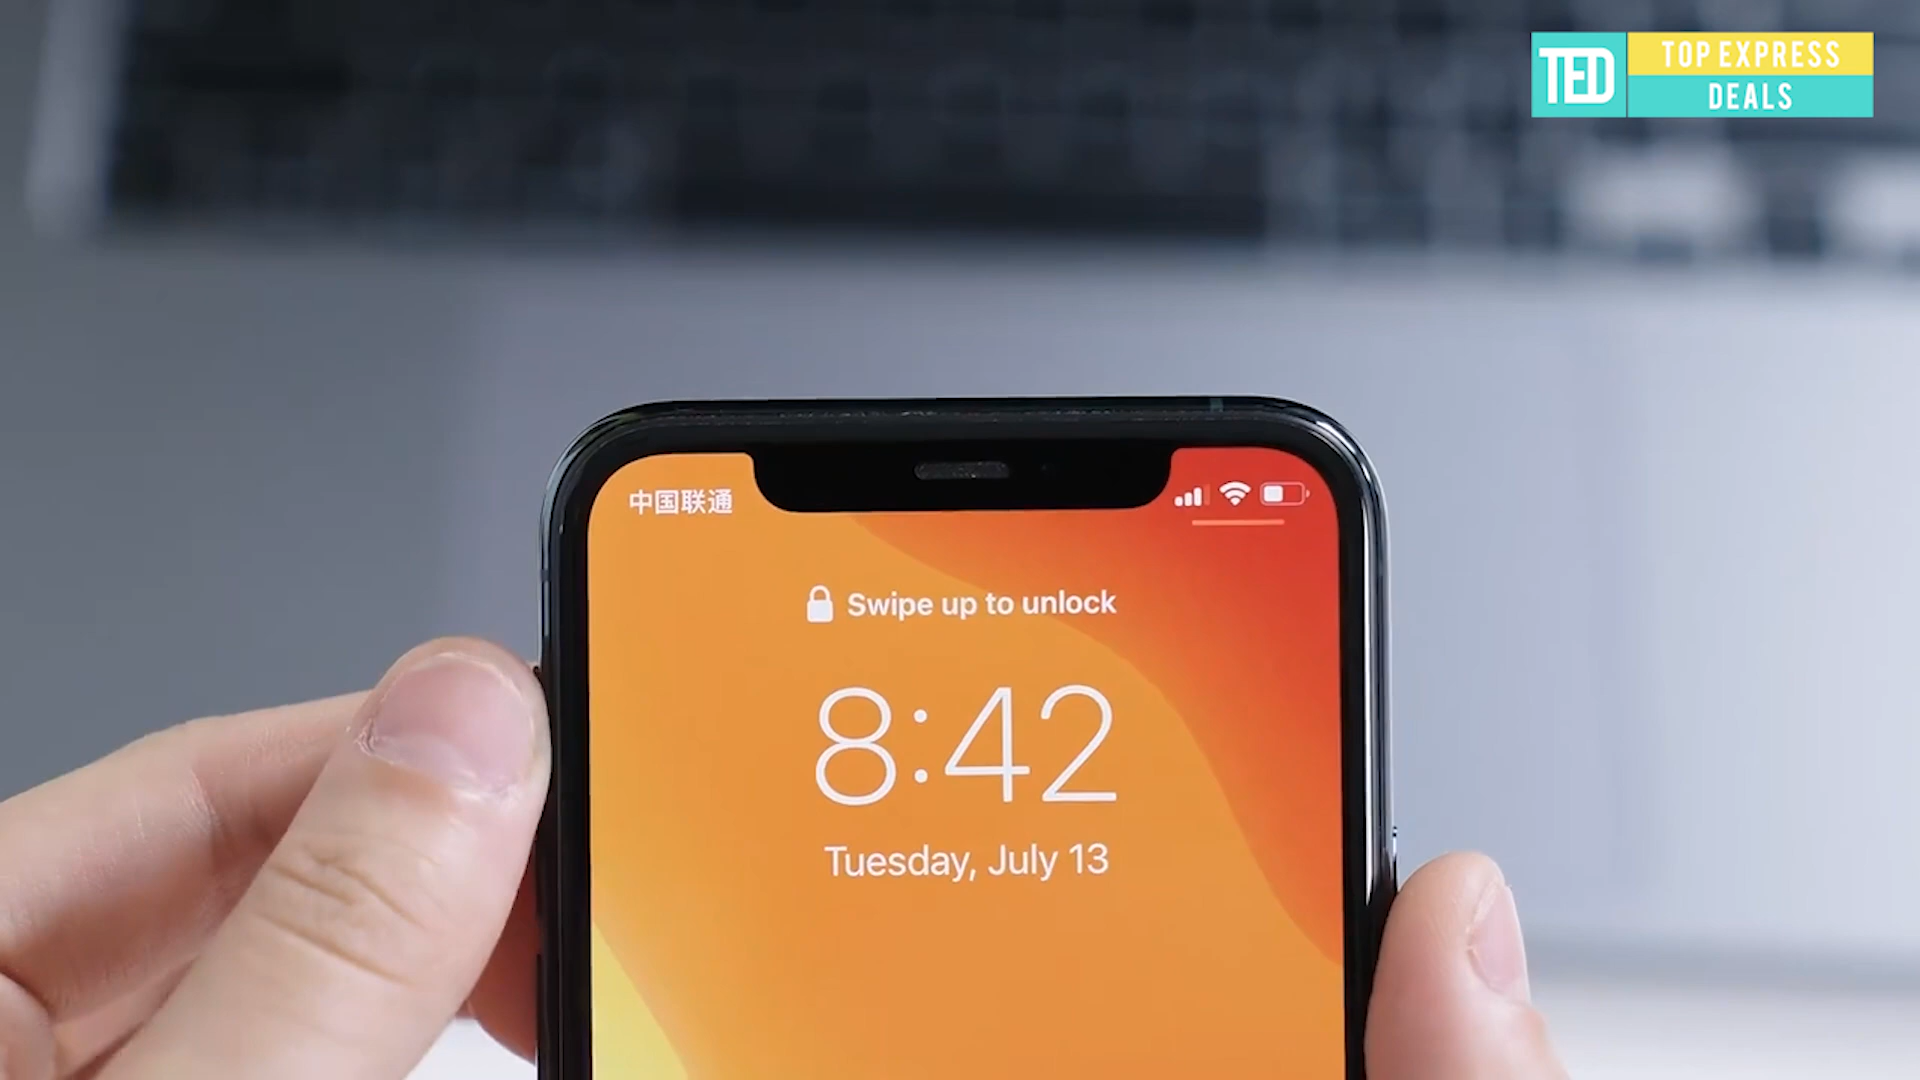 TED
TOP EXPRESS
DEALS
中国联通
Swipe up to unlock
8:42
Tuesday, July 13